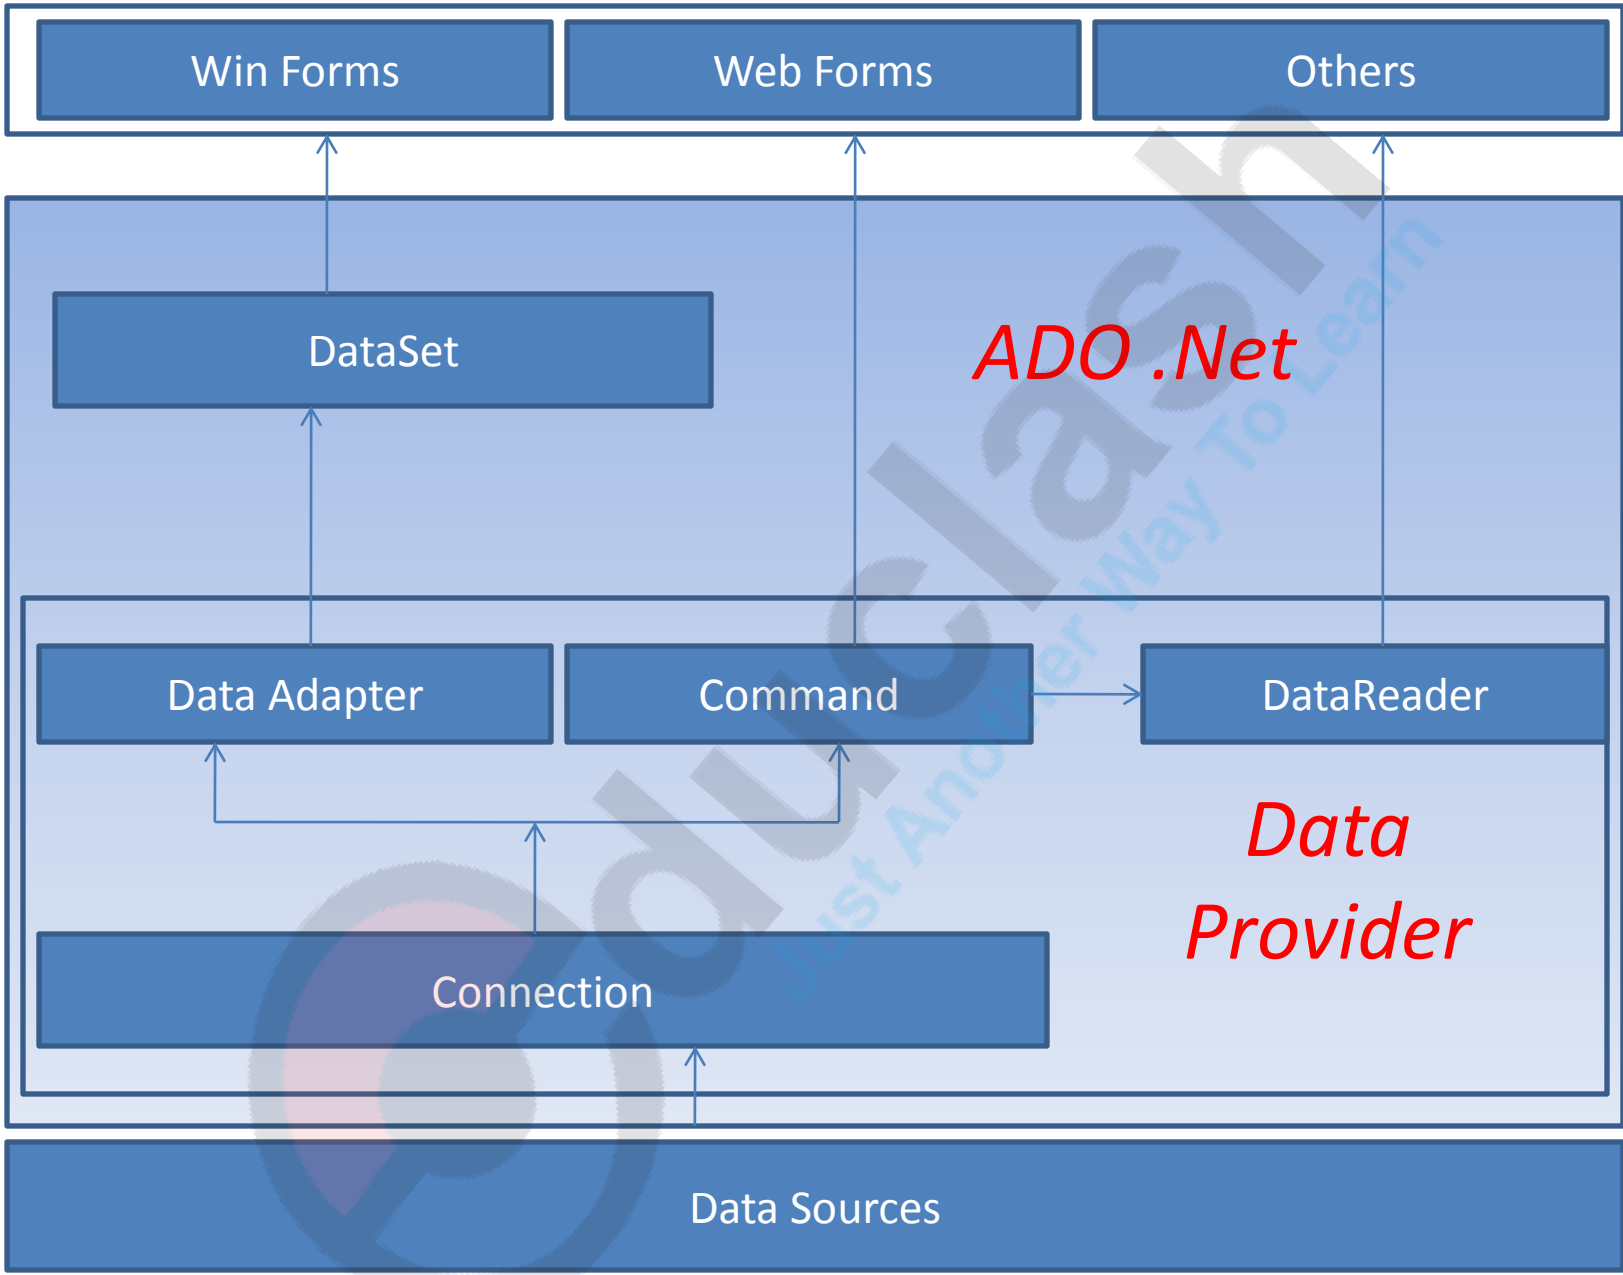 Win Forms
Web Forms
Others
DataSet
ADO .Net
Data Adapter
Command
DataReader
Data
Provider
Connection
Data Sources
educlash
Just Another Way To Learn